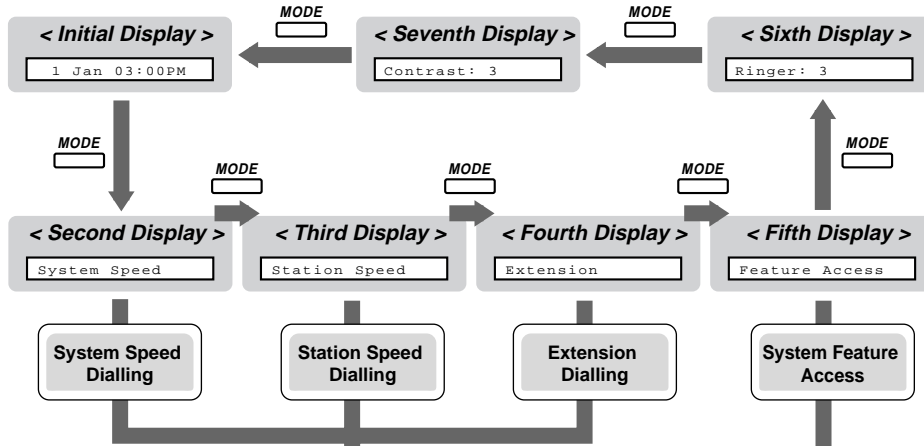 MODE
MODE
< Initial Display >
< Seventh Display >
< Sixth Display >
1 Jan 03:00PM
Contrast: 3
Ringer: 3
MODE
MODE
MODE
MODE
MODE
< Second Display >
< Third Display >
< Fourth Display >
< Fifth Display >
System Speed
Station Speed
Extension
Feature Access
System Speed
Dialling
Station Speed
Dialling
Extension
Dialling
System Feature
Access